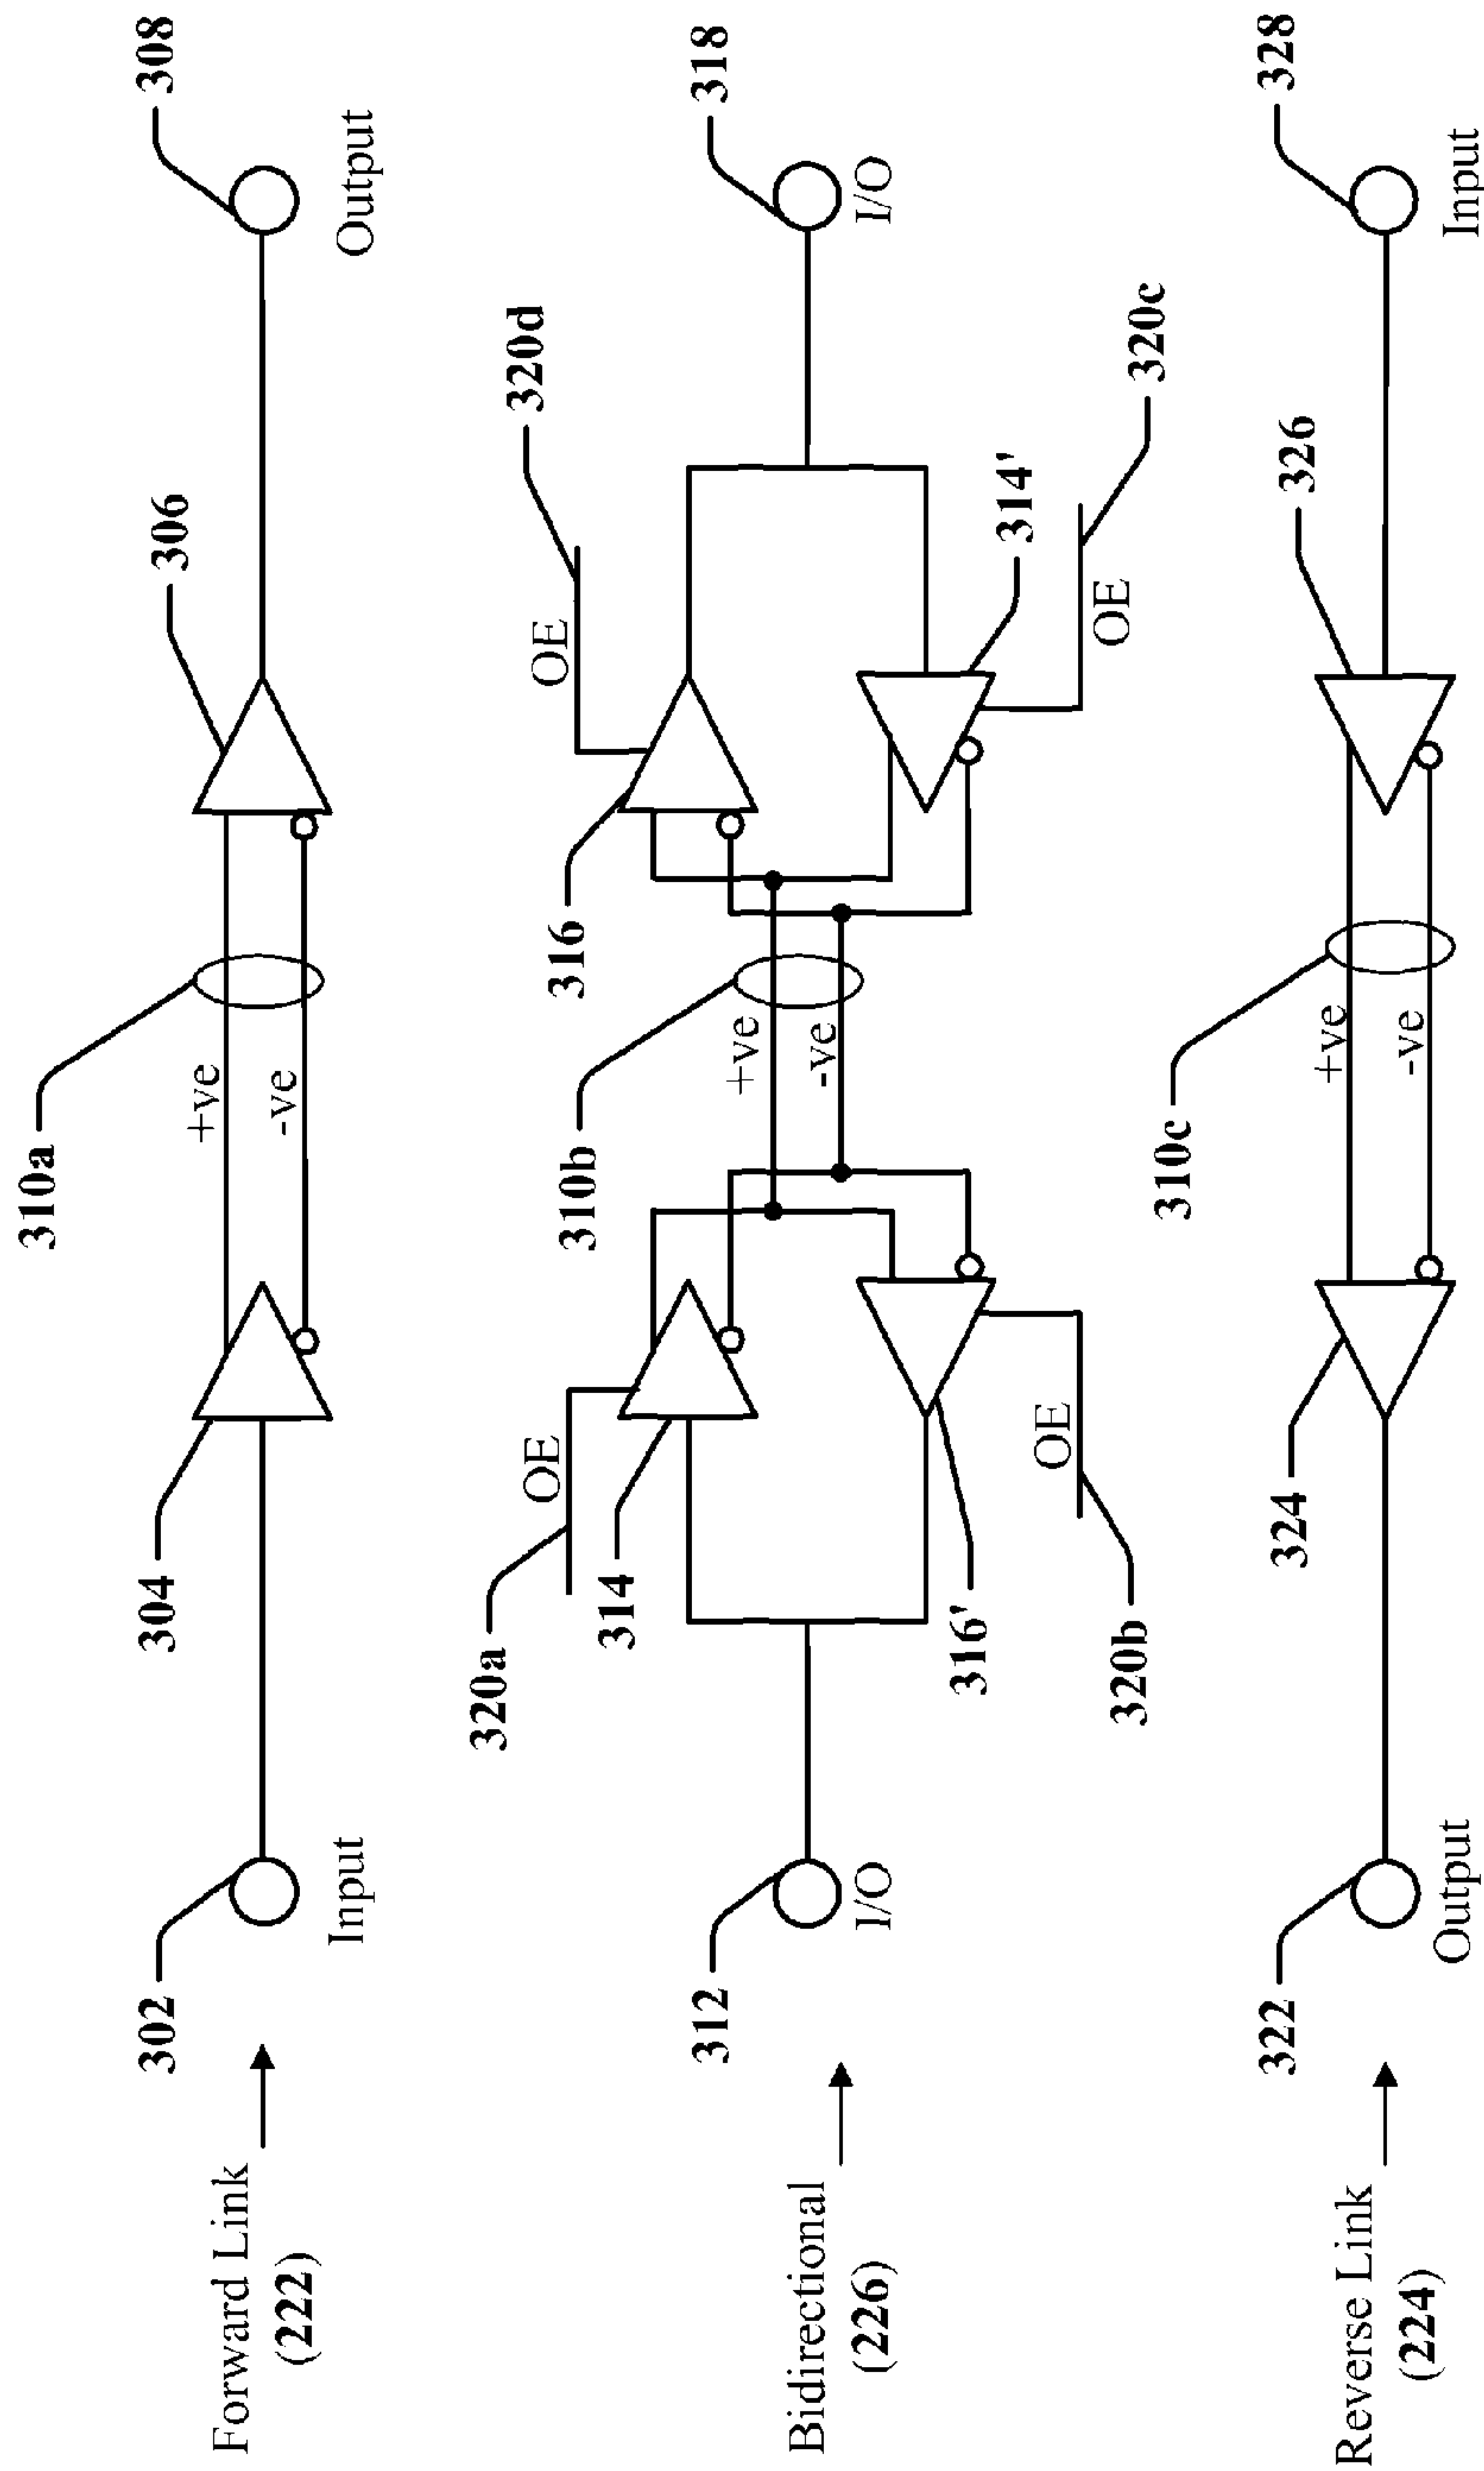 Forward Link
(222)
302
Input
304
310a
+ve
-ve
306
308
Output
Bidirectional
(226)
312
I/O
320a
OE
314
316'
OE
320b
310b
+ve
-ve
316
320d
OE
314'
OE
320c
318
I/O
Reverse Link
(224)
322
Output
324
310c
+ve
-ve
326
328
Input